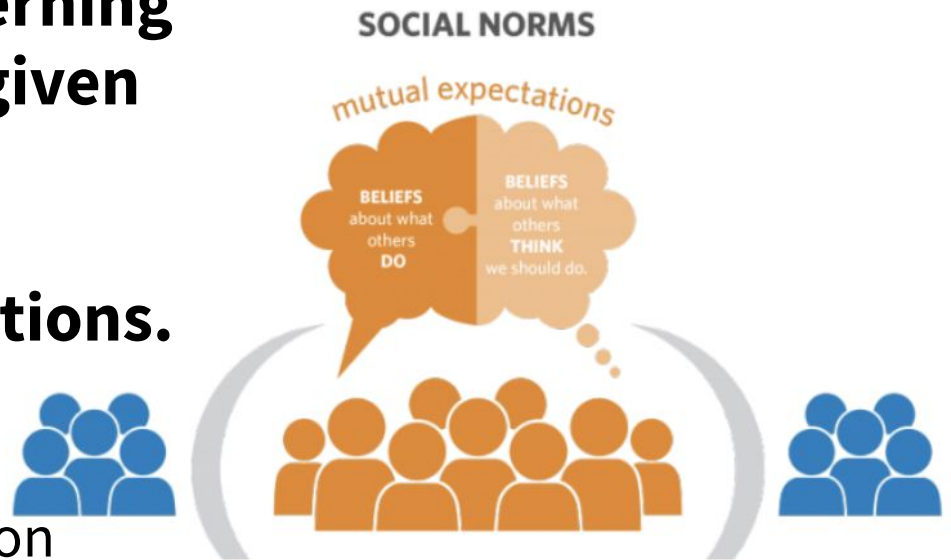 erning
given
tions.
on
SOCIAL NORMS
mutual expectations
BELIEFS
about what
others
DO
BELIEFS
about what
others
THINK
we should do.